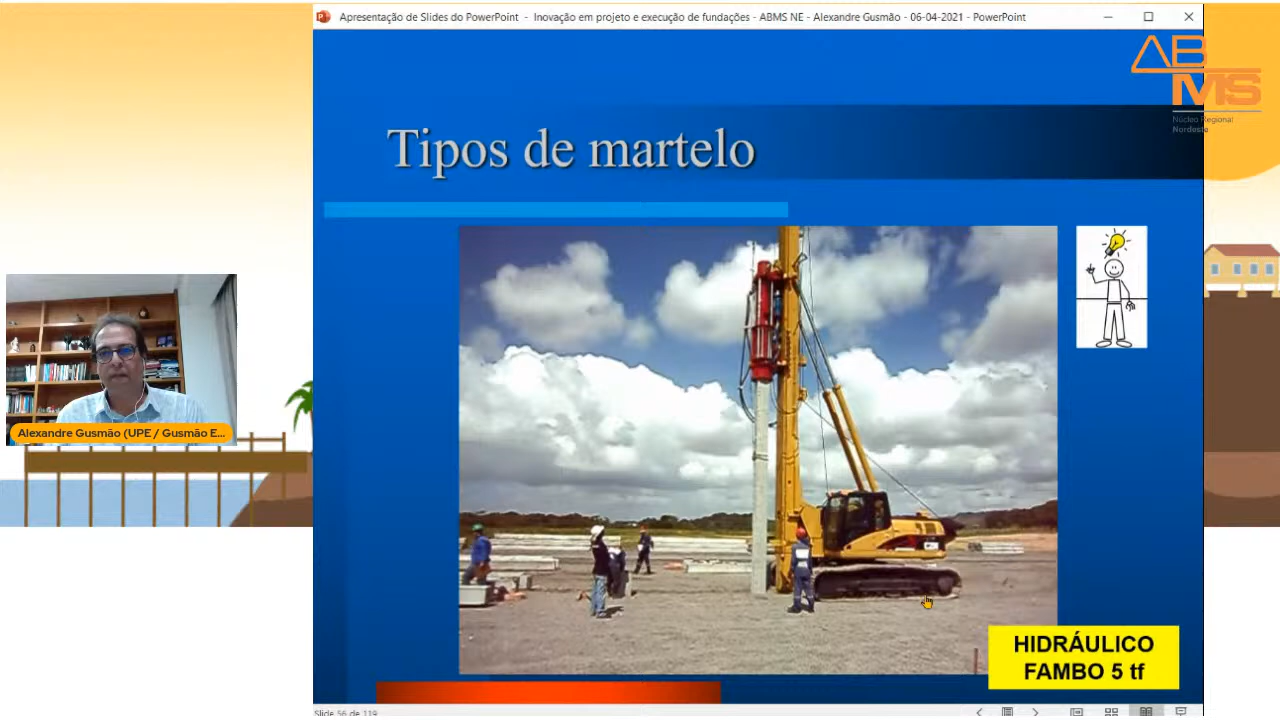 Apresentação de Slides do PowerPoint - Inovação em projeto e execução de fundações - ABMS NE - Alexandre Gusmão - 06-04-2021 - PowerPoint
ABMS
Núcleo Regional
Nordeste
Tipos de martelo
Alexandre Gusmão (UPE / Gusmão E...
HIDRÁULICO
FAMBO 5 tf
Slide 56 de 119